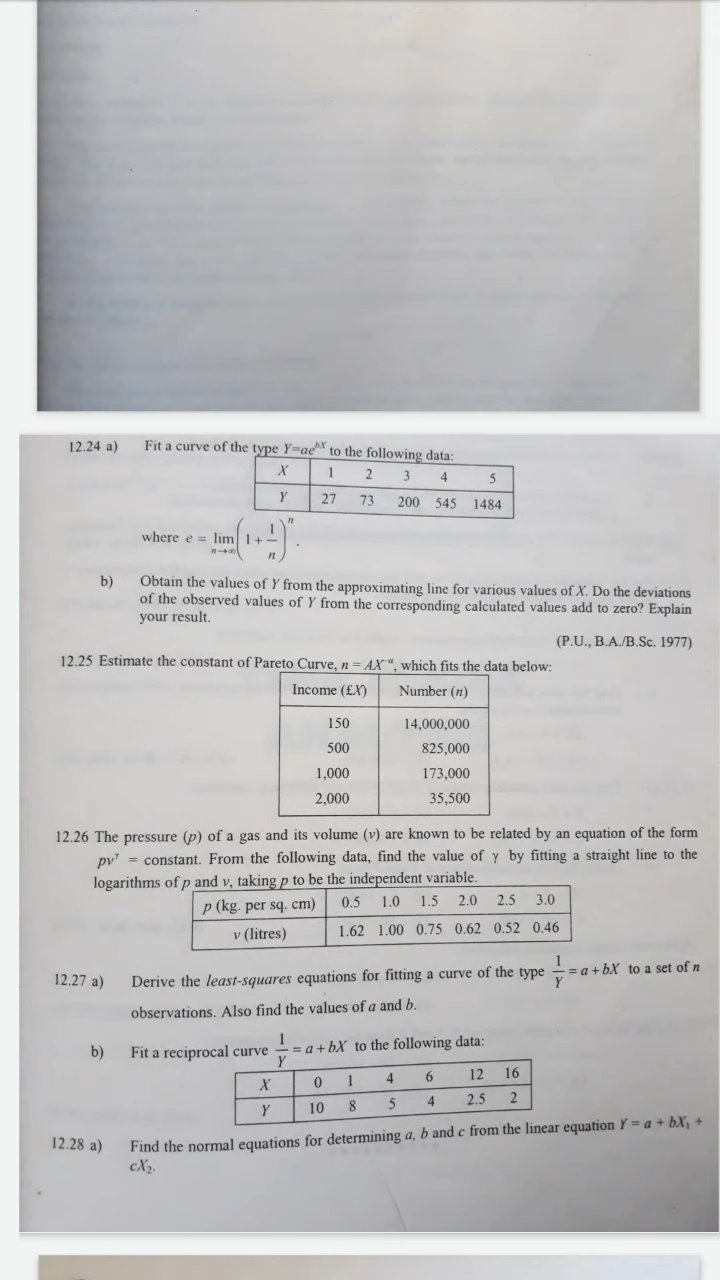 12.24 a) Fit a curve of the type Y=ae^{bX} to the following data:
X 1 2 3 4 5
Y 27 73 200 545 1484
where e = lim_{n→∞} (1 + 1/n)^n .
b) Obtain the values of Y from the approximating line for various values of X. Do the deviations
of the observed values of Y from the corresponding calculated values add to zero? Explain
your result.
(P.U., B.A./B.Sc. 1977)
12.25 Estimate the constant of Pareto Curve, n = AX^{-a}, which fits the data below:
Income (£X) Number (n)
150 14,000,000
500 825,000
1,000 173,000
2,000 35,500
12.26 The pressure (p) of a gas and its volume (v) are known to be related by an equation of the form
pv^γ = constant. From the following data, find the value of γ by fitting a straight line to the
logarithms of p and v, taking p to be the independent variable.
p (kg. per sq. cm) 0.5 1.0 1.5 2.0 2.5 3.0
v (litres) 1.62 1.00 0.75 0.62 0.52 0.46
12.27 a) Derive the least-squares equations for fitting a curve of the type 1/Y = a + bX to a set of n
observations. Also find the values of a and b.
b) Fit a reciprocal curve 1/Y = a + bX to the following data:
X 0 1 4 6 12 16
Y 10 8 5 4 2.5 2
12.28 a) Find the normal equations for determining a, b and c from the linear equation Y = a + bX₁ +
cX₂.